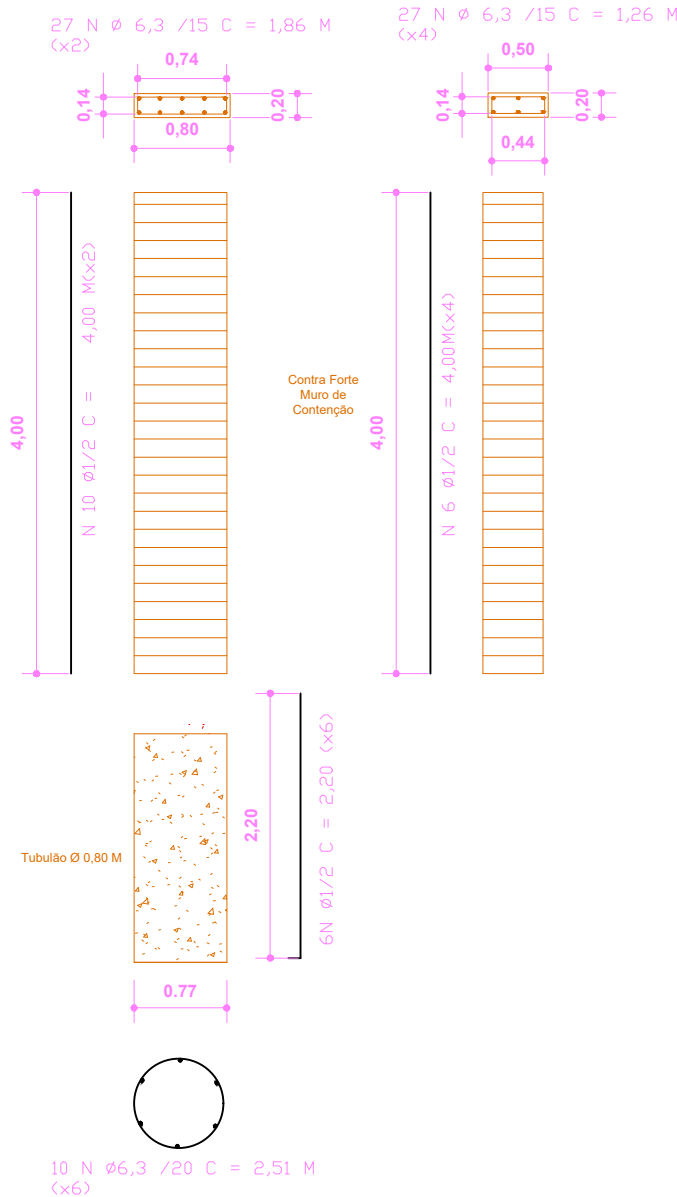 27 N ø 6,3 /15 C = 1,86 M
(x2)
0,74
0,14
0,20
0,80
27 N ø 6,3 /15 C = 1,26 M
(x4)
0,50
0,14
0,20
0,44
4,00
N 10 ø1/2 C = 4,00 M(x2)
Contra Forte
Muro de
Contenção
4,00
N 6 ø1/2 C = 4,00M(x4)
Tubulão Ø 0,80 M
2,20
6N ø1/2 C = 2,20 (x6)
0.77
10 N ø6,3 /20 C = 2,51 M
(x6)